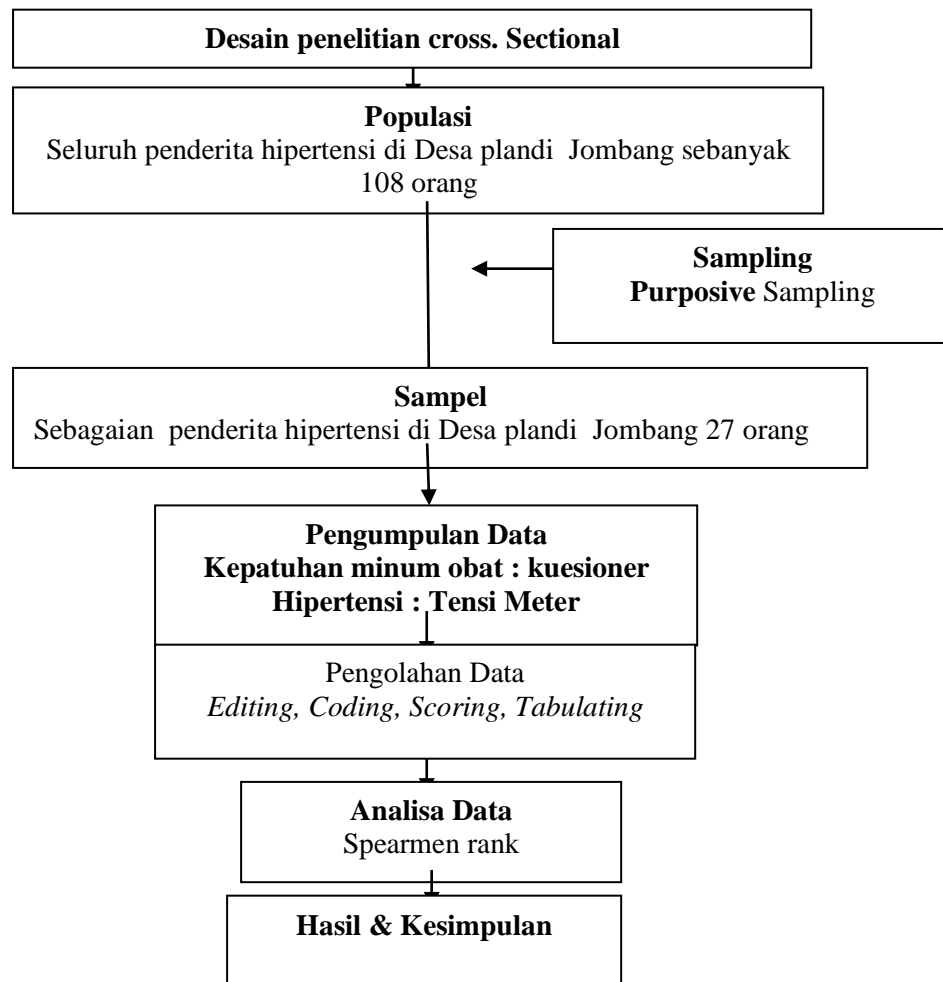 Desain penelitian cross. Sectional
Populasi
Seluruh penderita hipertensi di Desa plandi Jombang sebanyak
108 orang
Sampling
Purposive Sampling
Sampel
Sebagaian penderita hipertensi di Desa plandi Jombang 27 orang
Pengumpulan Data
Kepatuhan minum obat : kuesioner
Hipertensi : Tensi Meter
Pengolahan Data
Editing, Coding, Scoring, Tabulating
Analisa Data
Spearmen rank
Hasil & Kesimpulan